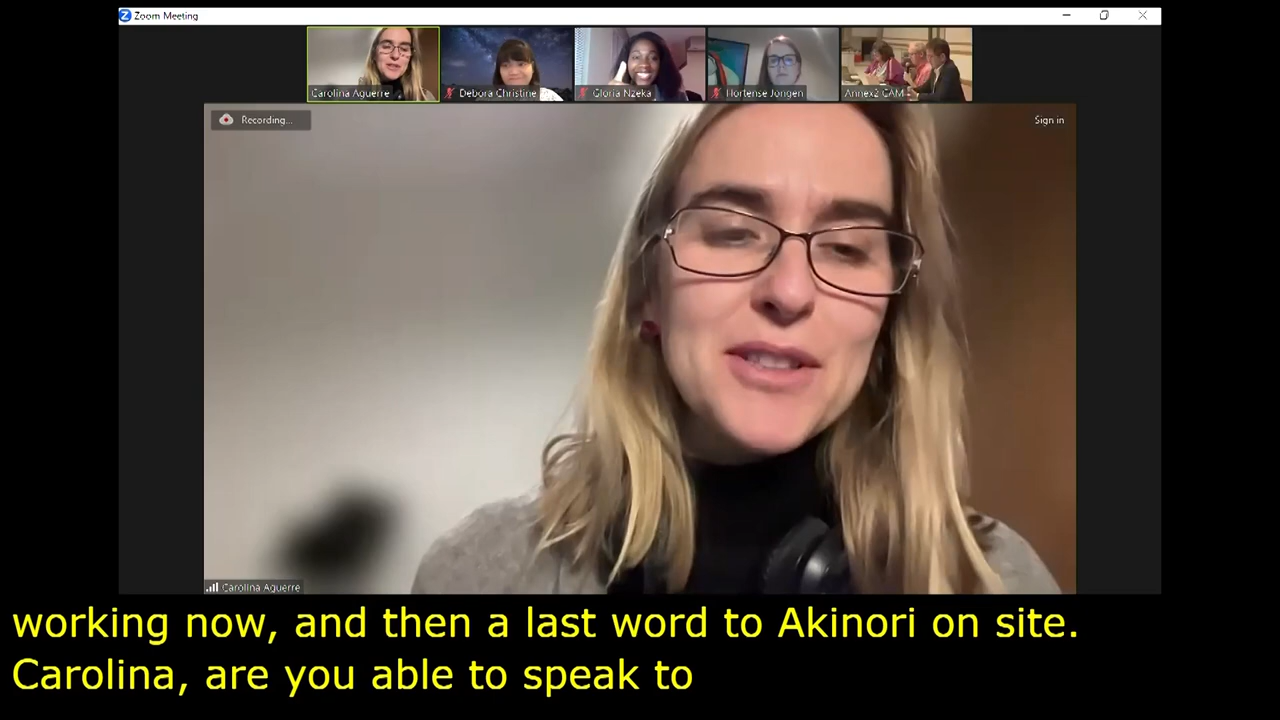 Zoom Meeting
Carolina Aguerre
Debora Christine
Gloria Nzeka
Hortense Jongen
Annex2 CAM
Recording...
Sign in
Carolina Aguerre
working now, and then a last word to Akinori on site.
Carolina, are you able to speak to